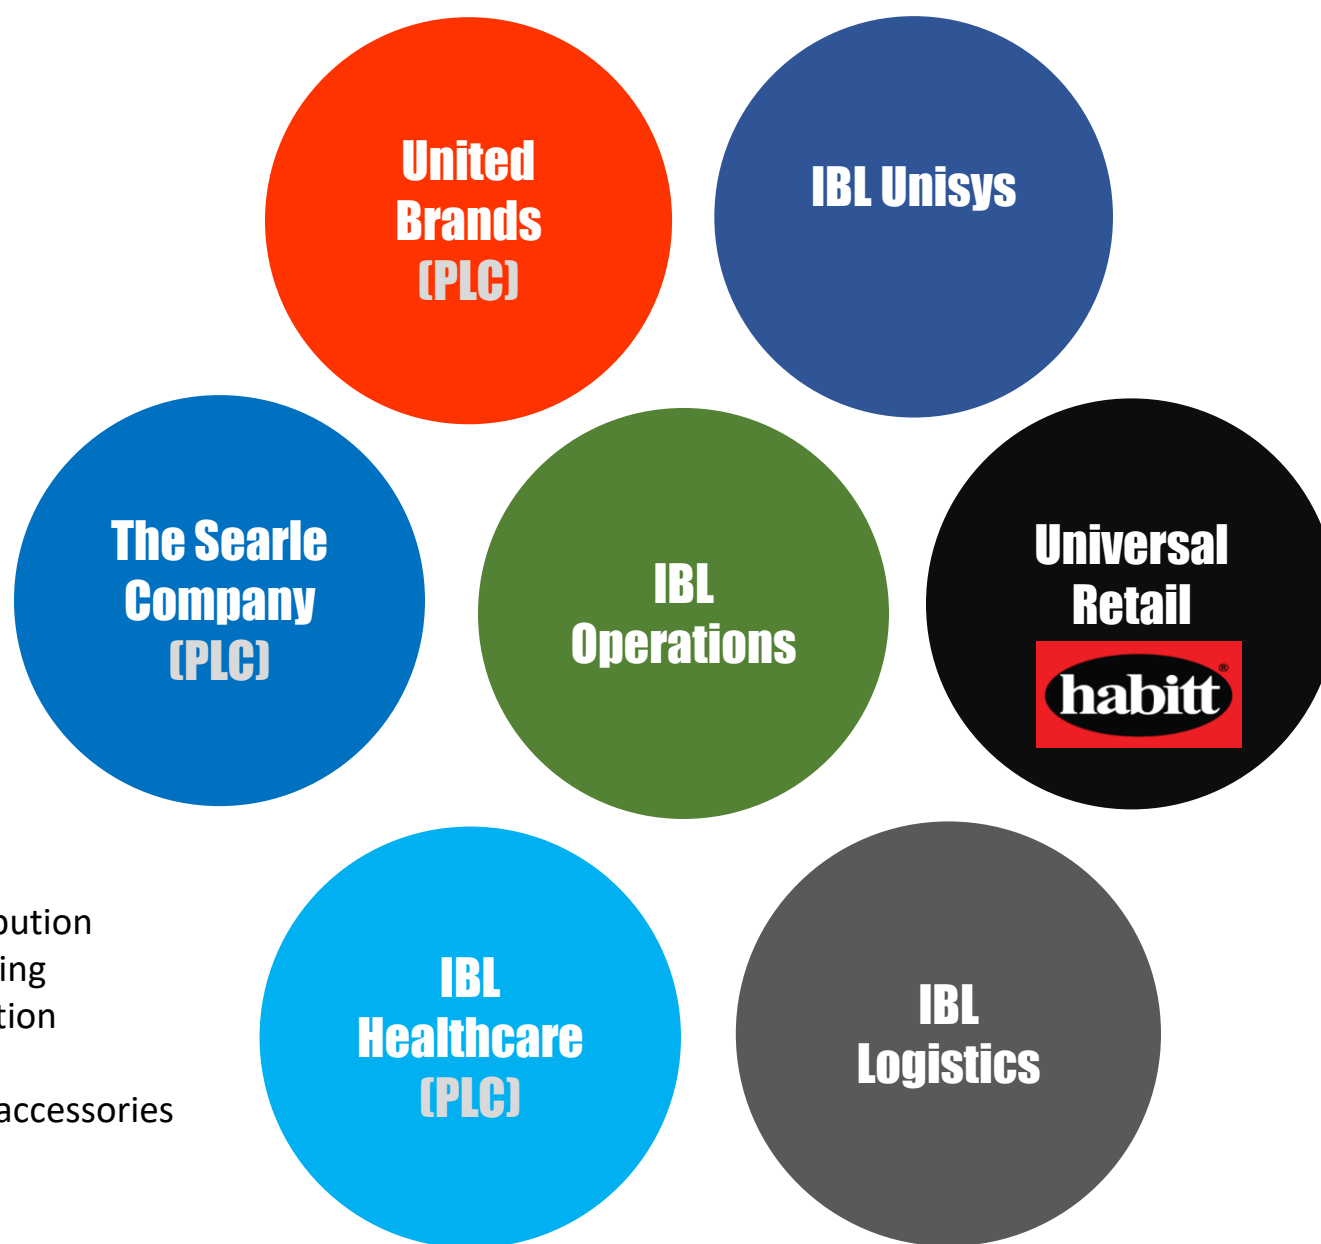 United
Brands
(PLC)
IBL Unisys
The Searle
Company
(PLC)
IBL
Operations
Universal
Retail
habitt®
bution
ing
tion
accessories
IBL
Healthcare
(PLC)
IBL
Logistics